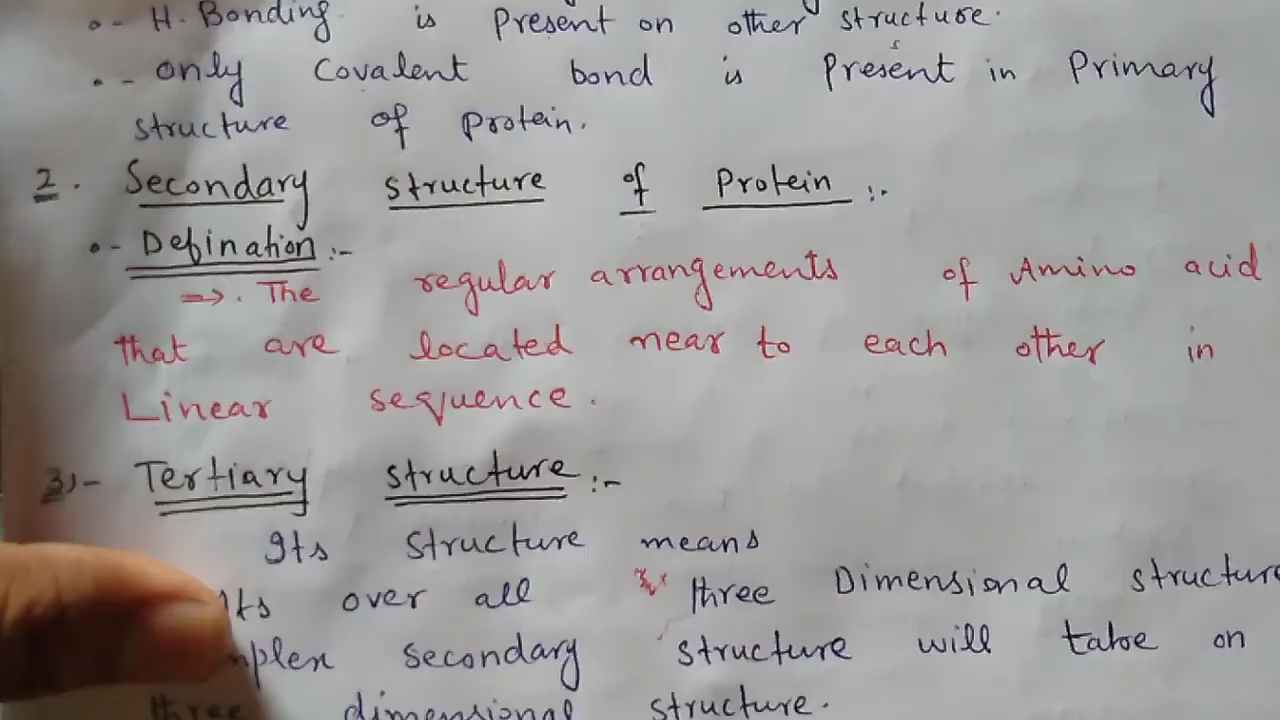 - H. Bonding is Present on other structure.
- only Covalent bond is Present in Primary
structure of Protein.
2. Secondary structure of Protein :-
- Defination :-
→. The regular arrangements of Amino acid
that are located near to each other in
Linear sequence.
3)- Tertiary structure :-
Its structure means
Its over all three Dimensional structure
secondary structure will take on
three dimensional structure.